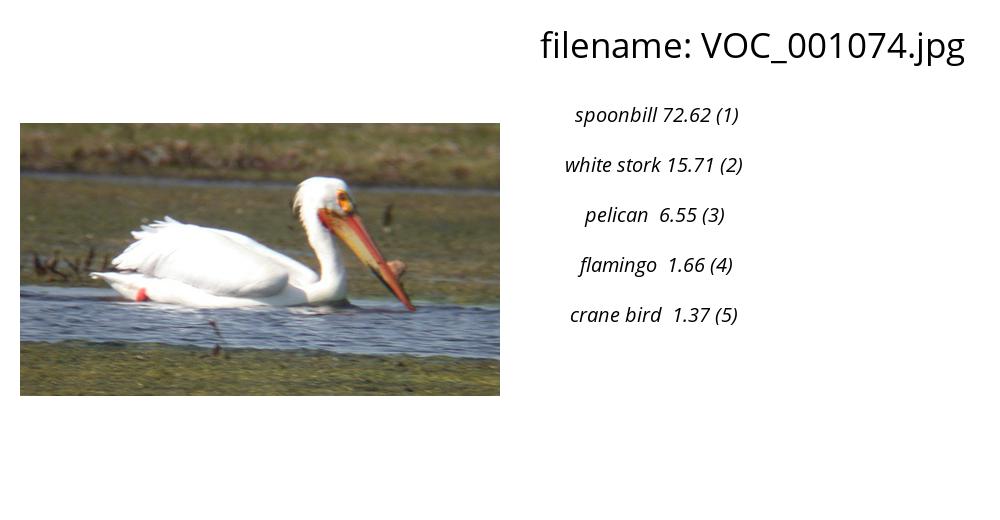 filename: VOC_001074.jpg
spoonbill 72.62 (1)
white stork 15.71 (2)
pelican 6.55 (3)
flamingo 1.66 (4)
crane bird 1.37 (5)